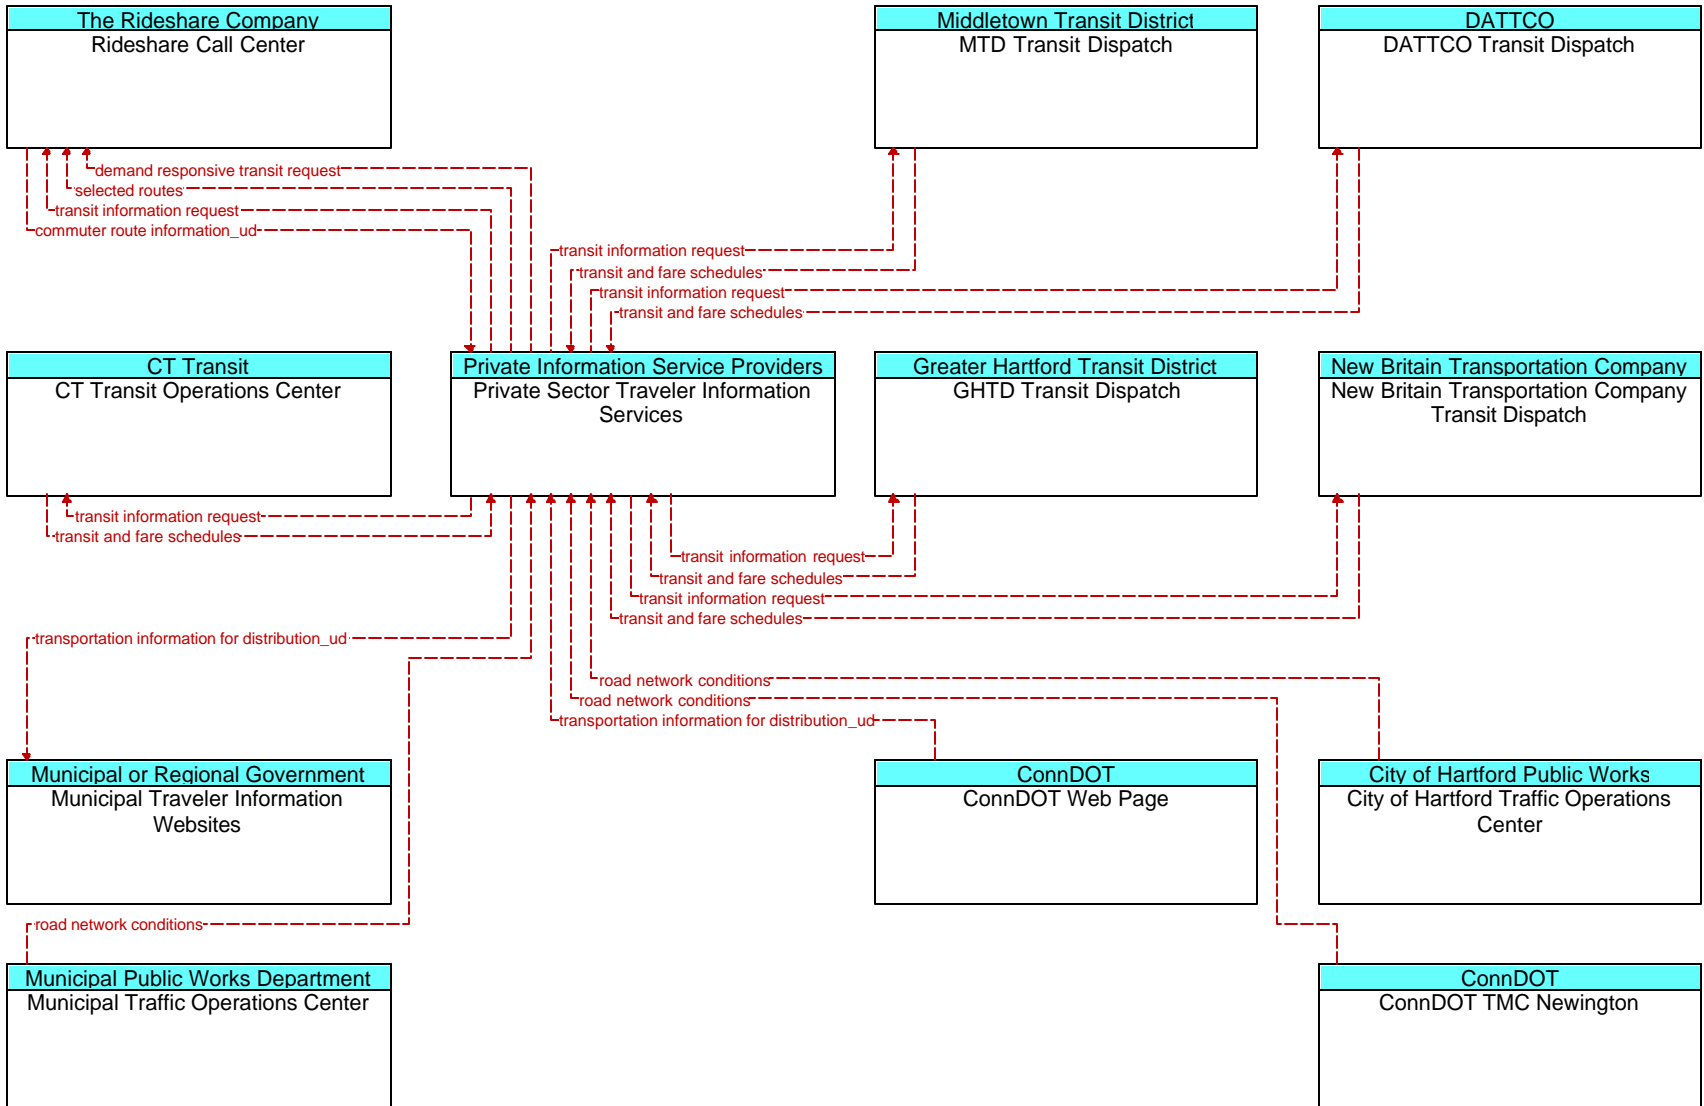 The Rideshare Company
Rideshare Call Center
Middletown Transit District
MTD Transit Dispatch
DATTCO
DATTCO Transit Dispatch
demand responsive transit request
selected routes
transit information request
commuter route information_ud
transit information request
transit and fare schedules
transit information request
transit and fare schedules
CT Transit
CT Transit Operations Center
Private Information Service Providers
Private Sector Traveler Information
Services
Greater Hartford Transit District
GHTD Transit Dispatch
New Britain Transportation Company
New Britain Transportation Company
Transit Dispatch
transit information request
transit and fare schedules
transit information request
transit and fare schedules
transit information request
transit and fare schedules
transportation information for distribution_ud
road network conditions
road network conditions
transportation information for distribution_ud
Municipal or Regional Government
Municipal Traveler Information
Websites
ConnDOT
ConnDOT Web Page
City of Hartford Public Works
City of Hartford Traffic Operations
Center
road network conditions
Municipal Public Works Department
Municipal Traffic Operations Center
ConnDOT
ConnDOT TMC Newington